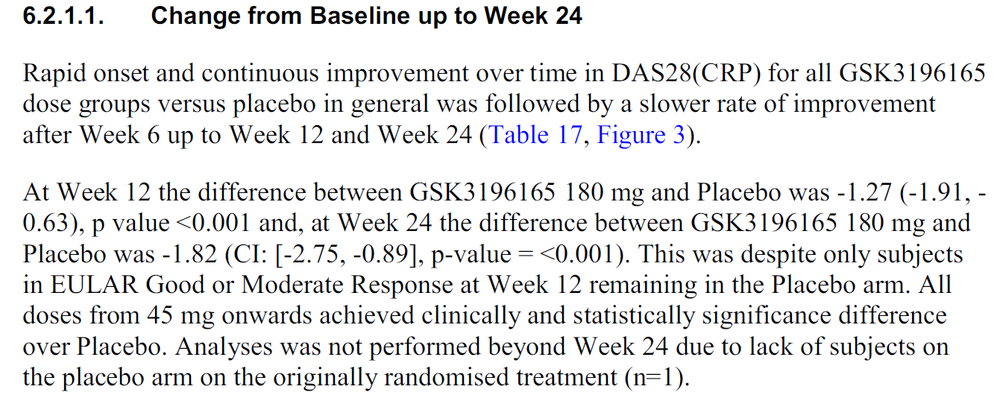 6.2.1.1. Change from Baseline up to Week 24
Rapid onset and continuous improvement over time in DAS28(CRP) for all GSK3196165
dose groups versus placebo in general was followed by a slower rate of improvement
after Week 6 up to Week 12 and Week 24 (Table 17, Figure 3).
At Week 12 the difference between GSK3196165 180 mg and Placebo was -1.27 (-1.91, -
0.63), p value <0.001 and, at Week 24 the difference between GSK3196165 180 mg and
Placebo was -1.82 (CI: [-2.75, -0.89], p-value = <0.001). This was despite only subjects
in EULAR Good or Moderate Response at Week 12 remaining in the Placebo arm. All
doses from 45 mg onwards achieved clinically and statistically significance difference
over Placebo. Analyses was not performed beyond Week 24 due to lack of subjects on
the placebo arm on the originally randomised treatment (n=1).